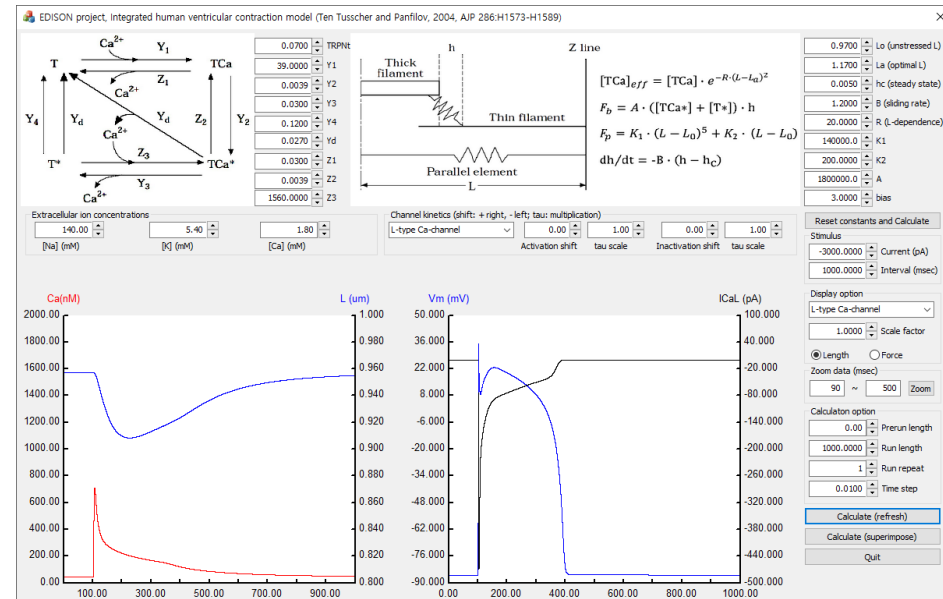 EDISON project, Integrated human ventricular contraction model (Ten Tusscher and Panfilov, 2004, AJP 286:H1573-H1589)
Ca2+ Y1
T TCa
Z1
Ca2+
Y4 Yd Yd Z2 Y2
Ca2+
Z3
T* TCa*
Y3
Ca2+
0.0700 TRPNt
39.0000 Y1
0.0039 Y2
0.0300 Y3
0.1200 Y4
0.0270 Yd
0.0300 Z1
0.0039 Z2
1560.0000 Z3
h Z line
Thick
filament
Thin filament
Parallel element
L
[TCa]eff = [TCa] · e^-R·(L-La)^2
Fb = A · ([TCa*] + [T*]) · h
Fp = K1 · (L − L0)^5 + K2 · (L − L0)
dh/dt = -B · (h − hc)
0.9700 Lo (unstressed L)
1.1700 La (optimal L)
0.0050 hc (steady state)
1.2000 B (sliding rate)
20.0000 R (L-dependence)
140000.0 K1
200.0000 K2
1800000.0 A
3.0000 bias
Extracellular ion concentrations
140.00 5.40 1.80
[Na] (mM) [K] (mM) [Ca] (mM)
Channel kinetics (shift: + right, - left; tau: multiplication)
L-type Ca-channel 0.00 1.00 0.00 1.00
Activation shift tau scale Inactivation shift tau scale
Reset constants and Calculate
Stimulus
-3000.0000 Current (pA)
1000.0000 Interval (msec)
Display option
L-type Ca-channel
1.0000 Scale factor
Length Force
Zoom data (msec)
90 ~ 500 Zoom
Calculaton option
0.00 Prerun length
1000.0000 Run length
1 Run repeat
0.0100 Time step
Calculate (refresh)
Calculate (superimpose)
Quit
Ca(nM) L (um)
2000.00 1.000
1800.00 0.980
1600.00 0.960
1400.00 0.940
1200.00 0.920
1000.00 0.900
800.00 0.880
600.00 0.860
400.00 0.840
200.00 0.820
0.00 0.800
100.00 300.00 500.00 700.00 900.00
Vm (mV) ICaL (pA)
50.000 100.000
36.000 40.000
22.000 -20.000
8.000 -80.000
-6.000 -140.000
-20.000 -200.000
-34.000 -260.000
-48.000 -320.000
-62.000 -380.000
-76.000 -440.000
-90.000 -500.000
0.00 200.00 400.00 600.00 800.00 1000.00